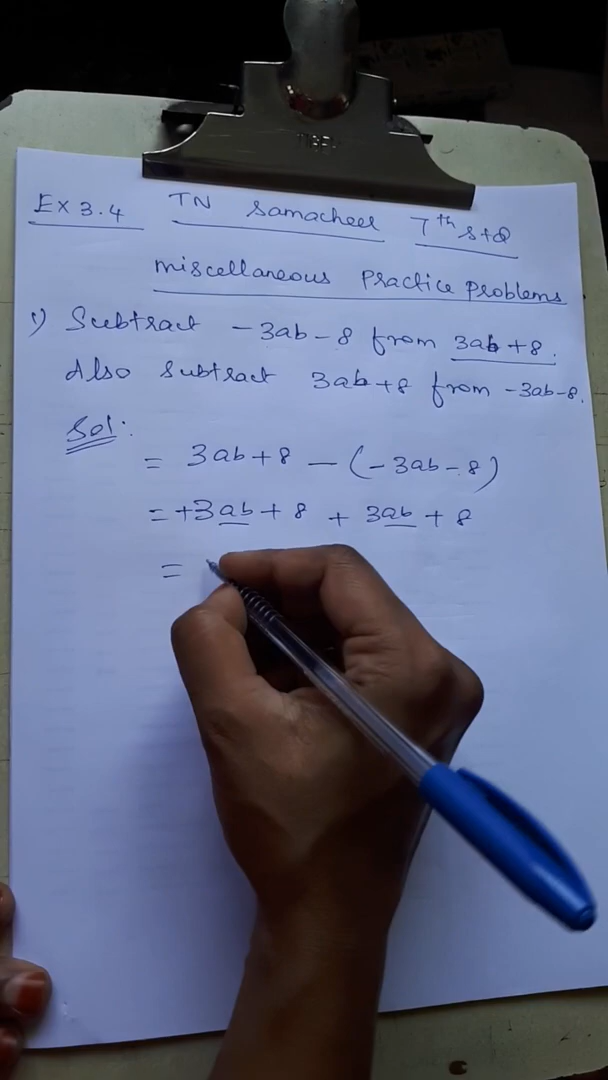 TIGER
Ex 3.4 TN Samacheer 7th std
miscellaneous Practice Problems
1) Subtract -3ab-8 from 3ab+8.
Also subtract 3ab+8 from -3ab-8.
Sol:
= 3ab+8 - (-3ab-8)
= +3ab+8 + 3ab+8
=